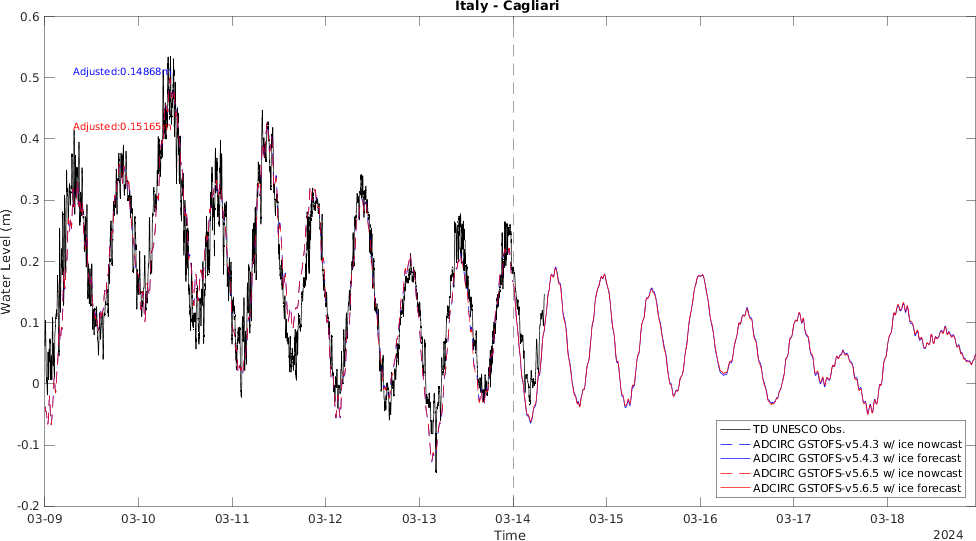 Italy - Cagliari
0.6
0.5
0.4
0.3
0.2
0.1
0
-0.1
-0.2
Water Level (m)
Adjusted:0.14868m
Adjusted:0.15165m
TD UNESCO Obs.
ADCIRC GSTOFS-v5.4.3 w/ ice nowcast
ADCIRC GSTOFS-v5.4.3 w/ ice forecast
ADCIRC GSTOFS-v5.6.5 w/ ice nowcast
ADCIRC GSTOFS-v5.6.5 w/ ice forecast
03-09 03-10 03-11 03-12 03-13 03-14 03-15 03-16 03-17 03-18
Time
2024